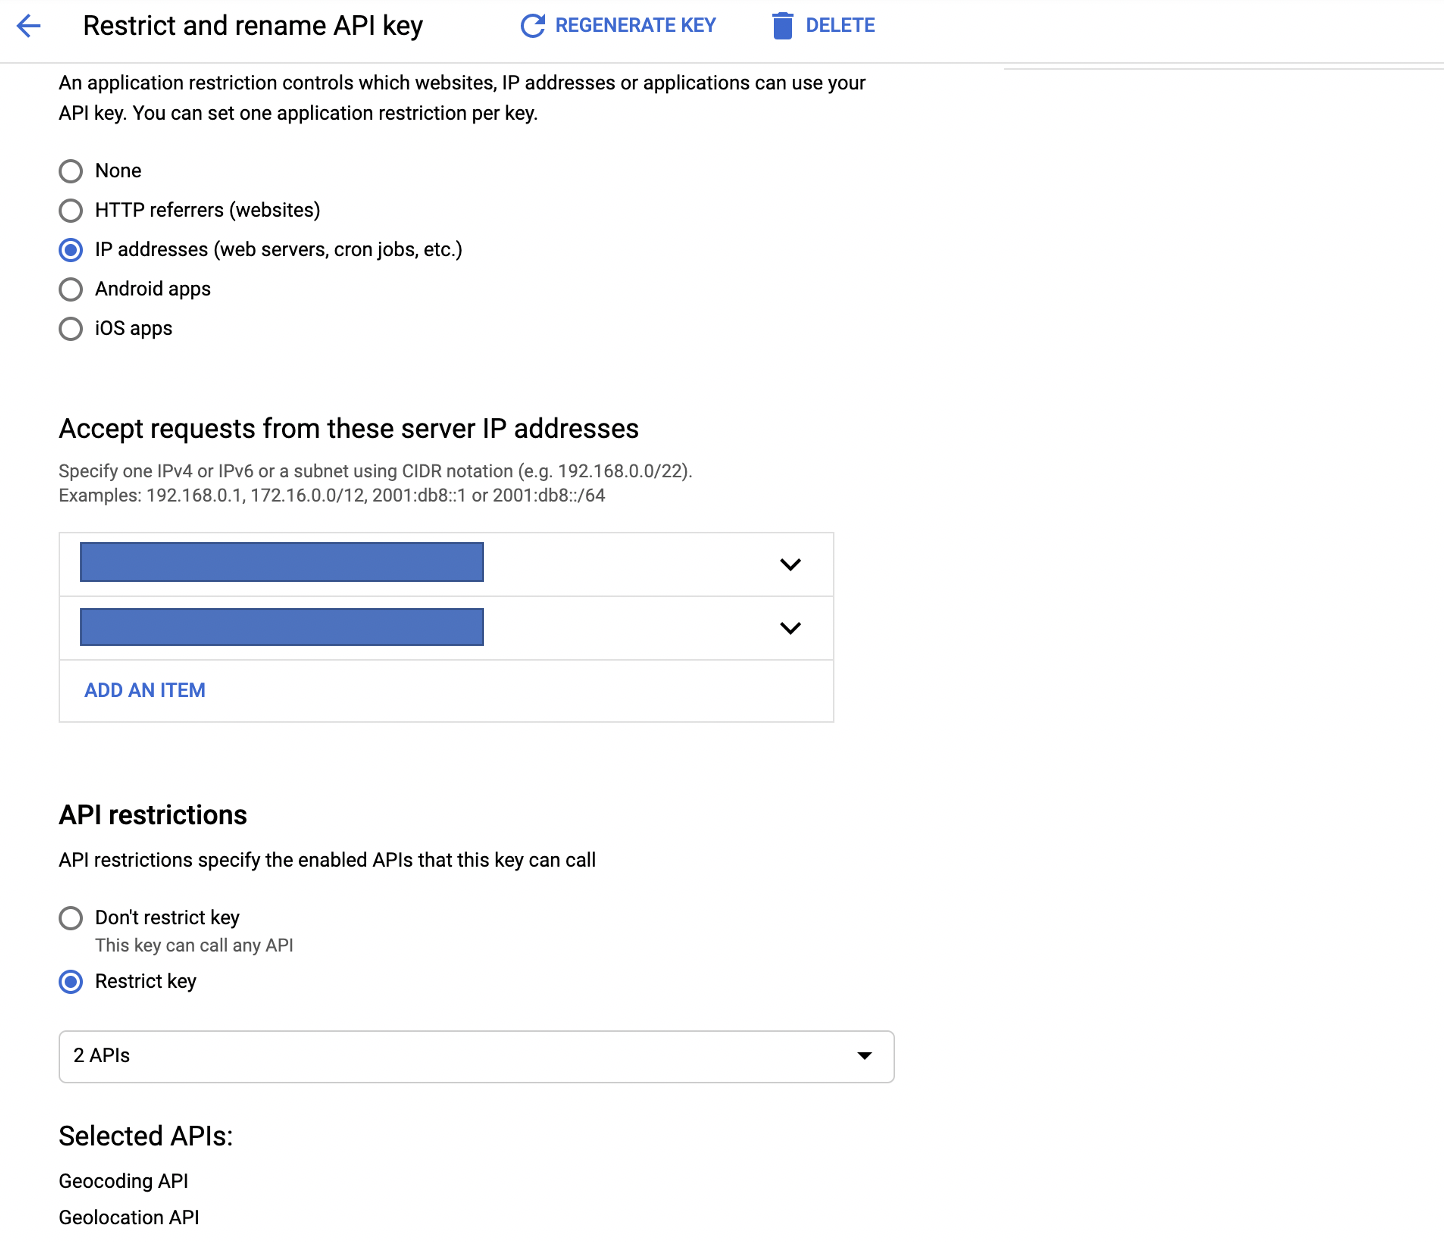 Restrict and rename API key
REGENERATE KEY
DELETE
An application restriction controls which websites, IP addresses or applications can use your
API key. You can set one application restriction per key.
None
HTTP referrers (websites)
IP addresses (web servers, cron jobs, etc.)
Android apps
iOS apps
Accept requests from these server IP addresses
Specify one IPv4 or IPv6 or a subnet using CIDR notation (e.g. 192.168.0.0/22).
Examples: 192.168.0.1, 172.16.0.0/12, 2001:db8::1 or 2001:db8::/64
ADD AN ITEM
API restrictions
API restrictions specify the enabled APIs that this key can call
Don't restrict key
This key can call any API
Restrict key
2 APIs
Selected APIs:
Geocoding API
Geolocation API